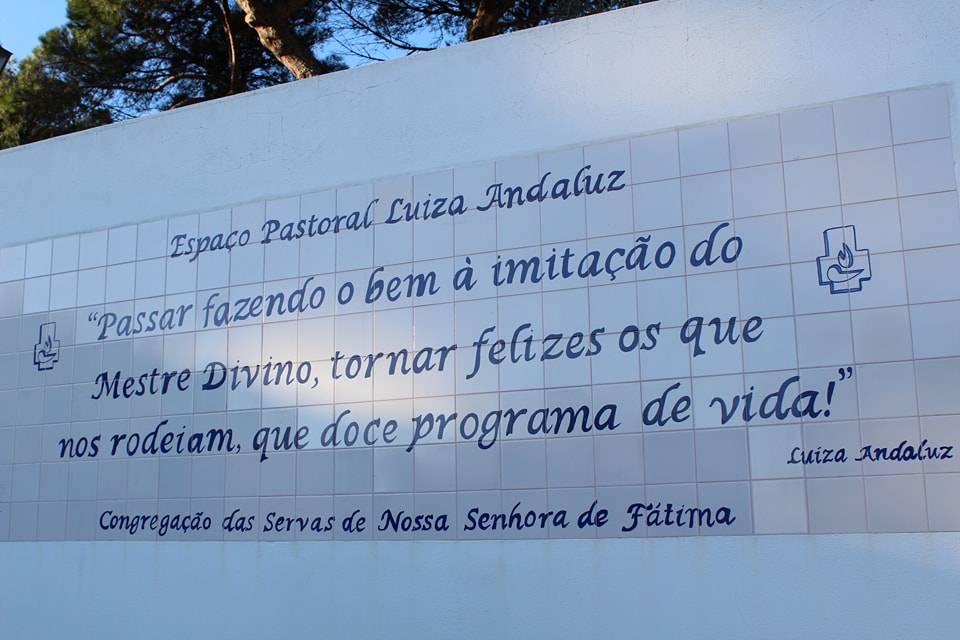 Espaço Pastoral Luiza Andaluz
“Passar fazendo o bem à imitação do
Mestre Divino, tornar felizes os que
nos rodeiam, que doce programa de vida!”
Luiza Andaluz
Congregação das Servas de Nossa Senhora de Fátima